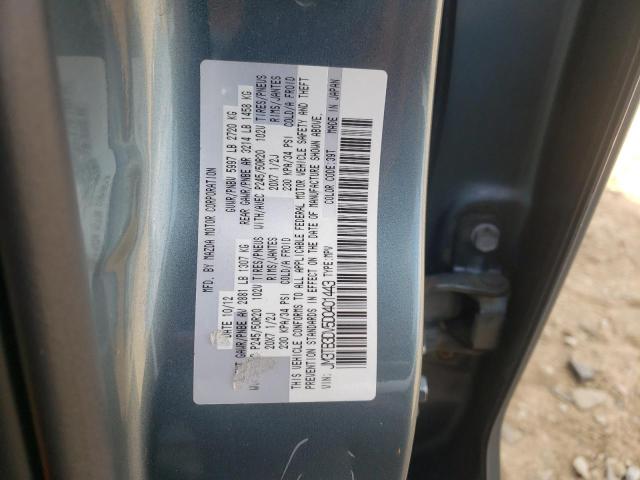 MFD. BY MAZDA MOTOR CORPORATION
DATE 10/12 GVWR/PNBV 5997 LB 2720 KG
GAWR/PNBE AV 2881 LB 1307 KG REAR GAWR/PNBE AR 3214 LB 1458 KG
P245/50R20 102V TIRES/PNEUS WITH/AVEC P245/50R20 102V TIRES/PNEUS
20X7 1/2J RIMS/JANTES 20X7 1/2J RIMS/JANTES
230 KPA/34 PSI COLD/A FROID 230 KPA/34 PSI COLD/A FROID
THIS VEHICLE CONFORMS TO ALL APPLICABLE FEDERAL MOTOR VEHICLE SAFETY AND THEFT
PREVENTION STANDARDS IN EFFECT ON THE DATE OF MANUFACTURE SHOWN ABOVE.
VIN: JM3TB3DV5D0401443 TYPE: MPV COLOR CODE: 39T MADE IN JAPAN